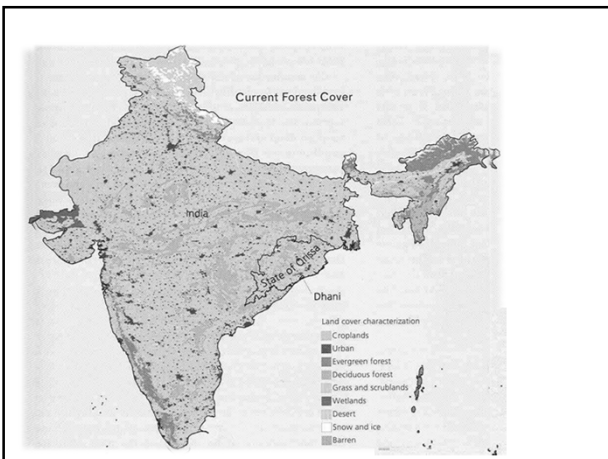 Current Forest Cover
India
State of Orissa
Dhani
Land cover characterization
Croplands
Urban
Evergreen forest
Deciduous forest
Grass and scrublands
Wetlands
Desert
Snow and ice
Barren